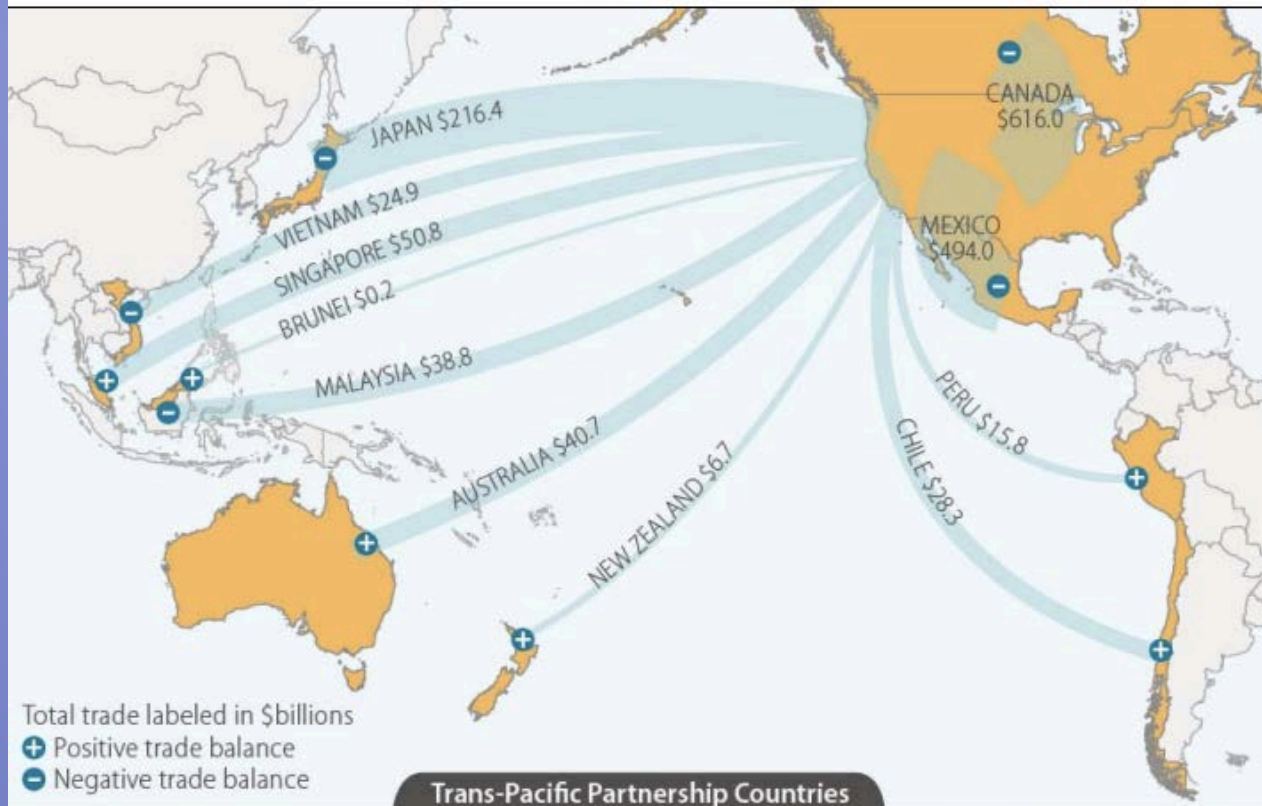 CANADA
$616.0
JAPAN $216.4
VIETNAM $24.9
SINGAPORE $50.8
BRUNEI $0.2
MEXICO
$494.0
MALAYSIA $38.8
PERU $15.8
CHILE $28.3
AUSTRALIA $40.7
NEW ZEALAND $6.7
Total trade labeled in $billions
+ Positive trade balance
− Negative trade balance
Trans-Pacific Partnership Countries